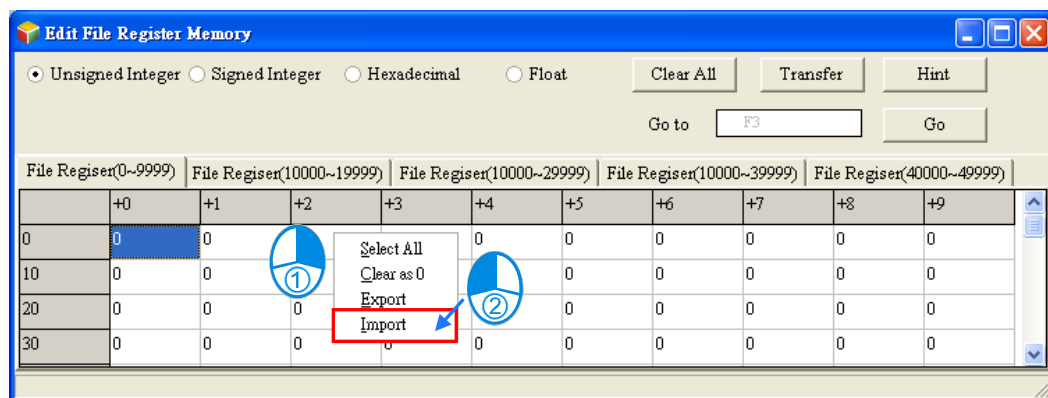 Edit File Register Memory
Unsigned Integer Signed Integer Hexadecimal Float Clear All Transfer Hint
Go to F3 Go
File Regiser(0~9999) File Regiser(10000~19999) File Regiser(10000~29999) File Regiser(10000~39999) File Regiser(40000~49999)
+0 +1 +2 +3 +4 +5 +6 +7 +8 +9
0 0 0 0 0 0 0 0 0
Select All
10 0 0 0 0 0 0 0 0
① Clear as 0
20 0 0 0 0 0 0 0 0 0
Export ②
Import
30 0 0 0 0 0 0 0 0 0 0